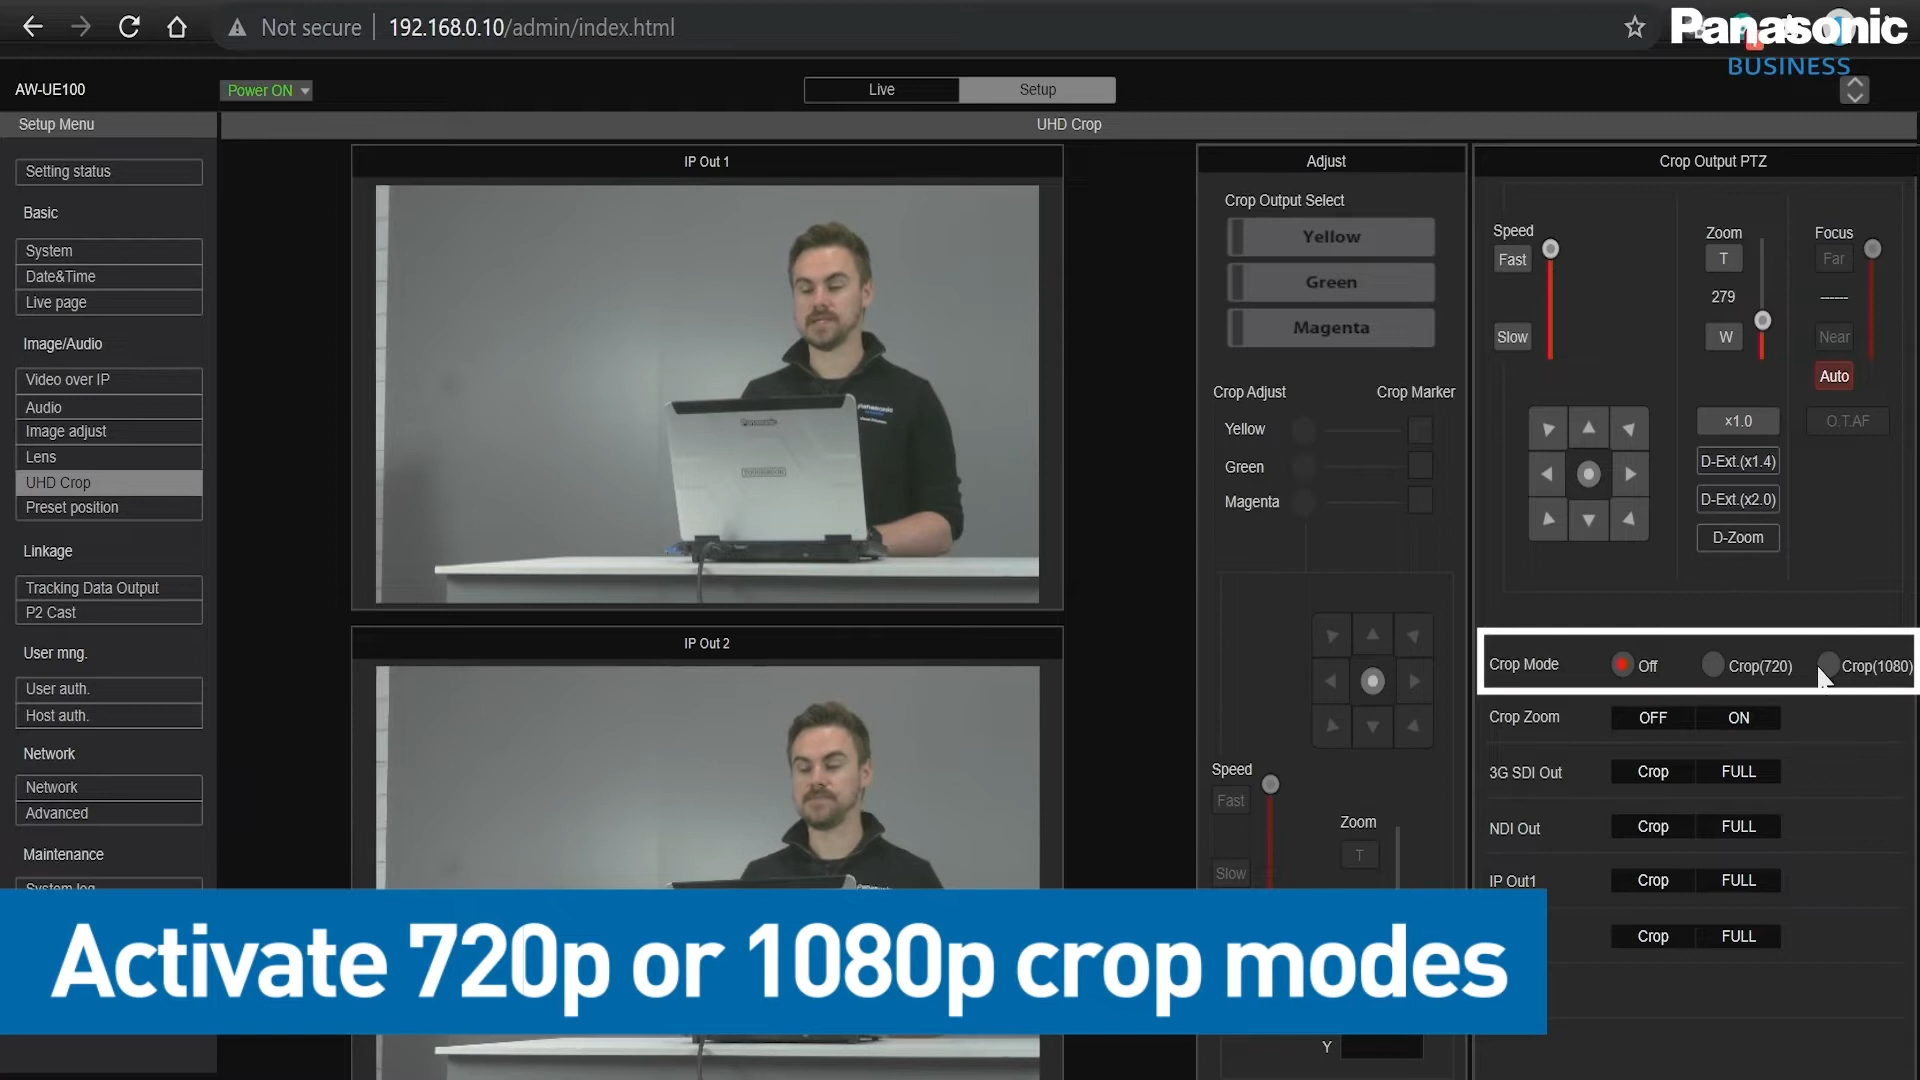 Not secure
192.168.0.10/admin/index.html
Panasonic
BUSINESS
AW-UE100
Power ON
Live
Setup
Setup Menu
UHD Crop
Setting status
Basic
System
Date&Time
Live page
Image/Audio
Video over IP
Audio
Image adjust
Lens
UHD Crop
Preset position
Linkage
Tracking Data Output
P2 Cast
User mng.
User auth.
Host auth.
Network
Network
Advanced
Maintenance
System log
IP Out 1
Panasonic
TOUGHBOOK
Panasonic
IP Out 2
Adjust
Crop Output Select
Yellow
Green
Magenta
Crop Adjust
Crop Marker
Yellow
Green
Magenta
Speed
Fast
Slow
Zoom
T
Y
Crop Output PTZ
Speed
Fast
Slow
Zoom
T
279
W
x1.0
D-Ext.(x1.4)
D-Ext.(x2.0)
D-Zoom
Focus
Far
------
Near
Auto
O.T.AF
Crop Mode
Off
Crop(720)
Crop(1080)
Crop Zoom
OFF
ON
3G SDI Out
Crop
FULL
NDI Out
Crop
FULL
IP Out1
Crop
FULL
Crop
FULL
Activate 720p or 1080p crop modes